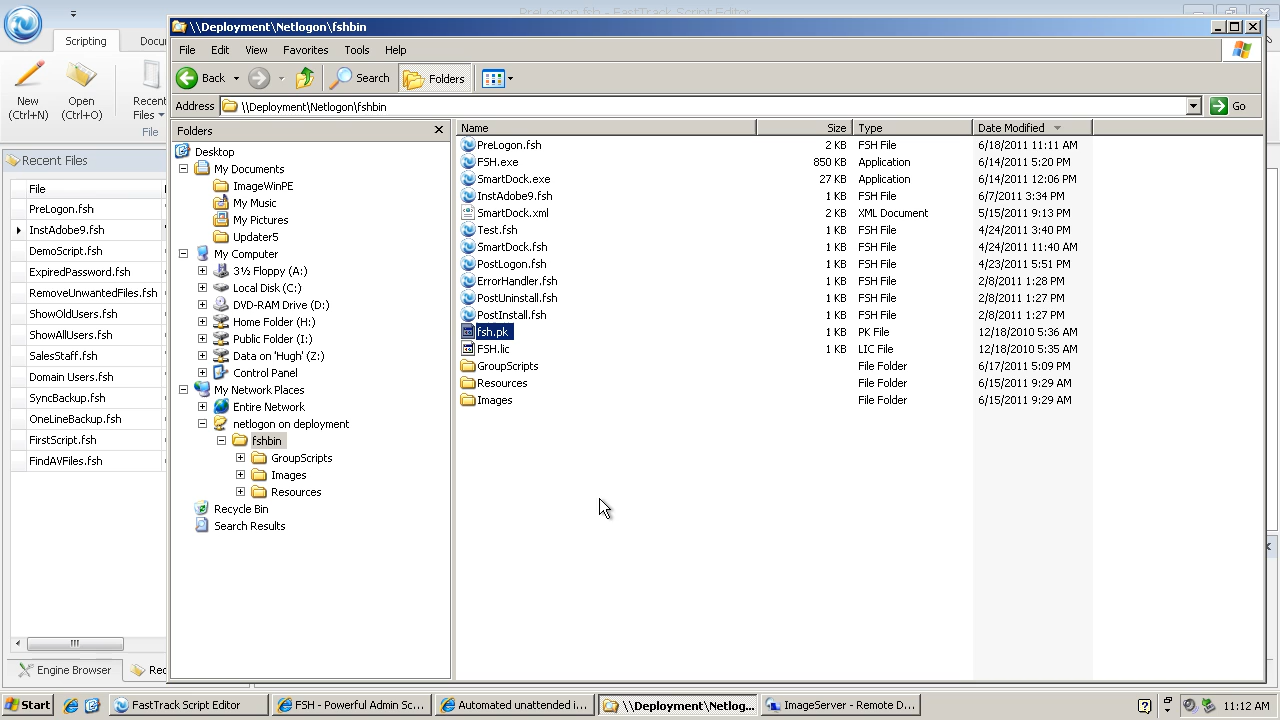 PreLogon.fsh - FastTrack Script Editor
\\Deployment\Netlogon\fshbin
Scripting
File Edit View Favorites Tools Help
New
(Ctrl+N)
Open
(Ctrl+O)
Recent
Files
File
Back Search Folders
Address \\Deployment\Netlogon\fshbin Go
Recent Files
File
PreLogon.fsh
InstAdobe9.fsh
DemoScript.fsh
ExpiredPassword.fsh
RemoveUnwantedFiles.fsh
ShowOldUsers.fsh
ShowAllUsers.fsh
SalesStaff.fsh
Domain Users.fsh
SyncBackup.fsh
OneLineBackup.fsh
FirstScript.fsh
FindAVFiles.fsh
Engine Browser
Folders
Desktop
My Documents
ImageWinPE
My Music
My Pictures
Updater5
My Computer
3½ Floppy (A:)
Local Disk (C:)
DVD-RAM Drive (D:)
Home Folder (H:)
Public Folder (I:)
Data on 'Hugh' (Z:)
Control Panel
My Network Places
Entire Network
netlogon on deployment
fshbin
GroupScripts
Images
Resources
Recycle Bin
Search Results
Name Size Type Date Modified
PreLogon.fsh 2 KB FSH File 6/18/2011 11:11 AM
FSH.exe 850 KB Application 6/14/2011 5:20 PM
SmartDock.exe 27 KB Application 6/14/2011 12:06 PM
InstAdobe9.fsh 1 KB FSH File 6/7/2011 3:34 PM
SmartDock.xml 2 KB XML Document 5/15/2011 9:13 PM
Test.fsh 1 KB FSH File 4/24/2011 3:40 PM
SmartDock.fsh 1 KB FSH File 4/24/2011 11:40 AM
PostLogon.fsh 1 KB FSH File 4/23/2011 5:51 PM
ErrorHandler.fsh 1 KB FSH File 2/8/2011 1:28 PM
PostUninstall.fsh 1 KB FSH File 2/8/2011 1:27 PM
PostInstall.fsh 1 KB FSH File 2/8/2011 1:27 PM
fsh.pk 1 KB PK File 12/18/2010 5:36 AM
FSH.lic 1 KB LIC File 12/18/2010 5:35 AM
GroupScripts File Folder 6/17/2011 5:09 PM
Resources File Folder 6/15/2011 9:29 AM
Images File Folder 6/15/2011 9:29 AM
Start FastTrack Script Editor FSH - Powerful Admin Sc... Automated unattended i... \\Deployment\Netlog... ImageServer - Remote D... 11:12 AM